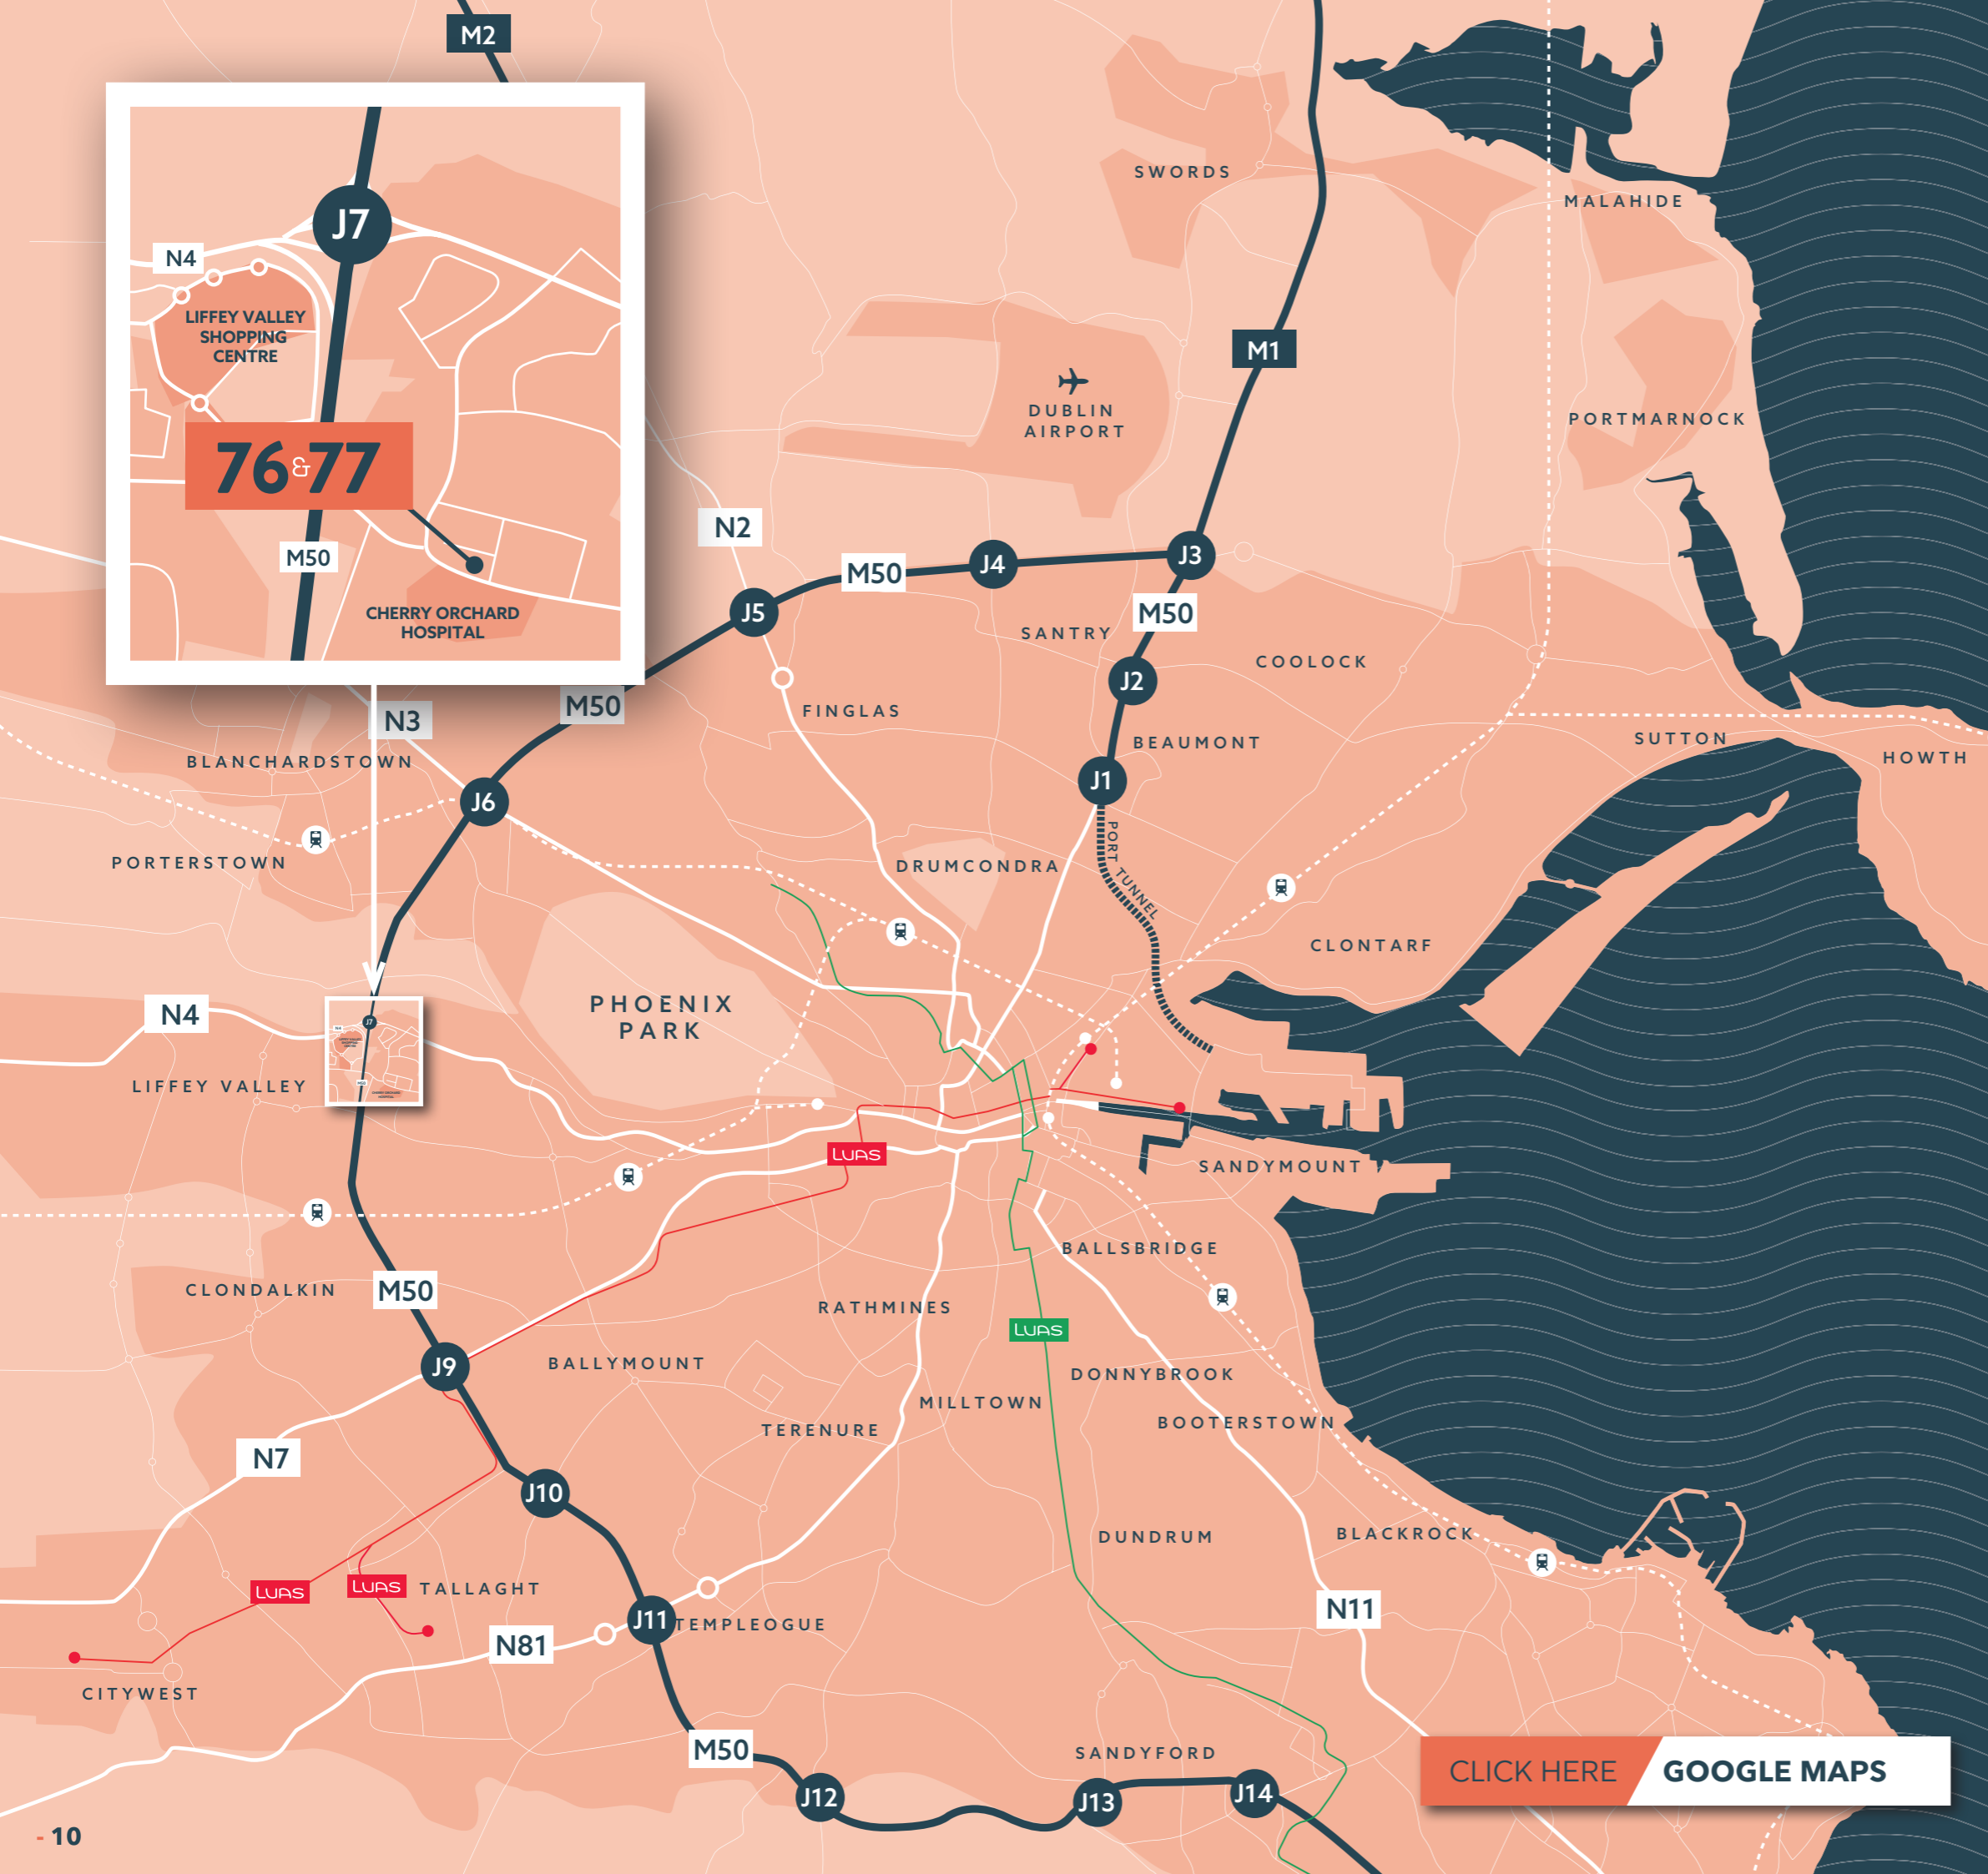 M2
J7
N4
LIFFEY VALLEY
SHOPPING
CENTRE
76&77
M50
CHERRY ORCHARD
HOSPITAL
SWORDS
MALAHIDE
M1
DUBLIN
AIRPORT
PORTMARNOCK
N2
M50
J4
J3
J5
M50
SANTRY
COOLOCK
J2
M50
N3
FINGLAS
BEAUMONT
SUTTON
HOWTH
BLANCHARDSTOWN
J1
J6
PORT TUNNEL
PORTERSTOWN
DRUMCONDRA
CLONTARF
PHOENIX
PARK
N4
J7
LIFFEY VALLEY
LUAS
SANDYMOUNT
BALLSBRIDGE
CLONDALKIN
M50
RATHMINES
LUAS
J9
BALLYMOUNT
DONNYBROOK
MILLTOWN
BOOTERSTOWN
TERENURE
N7
J10
DUNDRUM
BLACKROCK
LUAS
LUAS
TALLAGHT
N11
J11
TEMPLEOGUE
N81
CITYWEST
M50
SANDYFORD
J12
J13
J14
CLICK HERE
GOOGLE MAPS
- 10